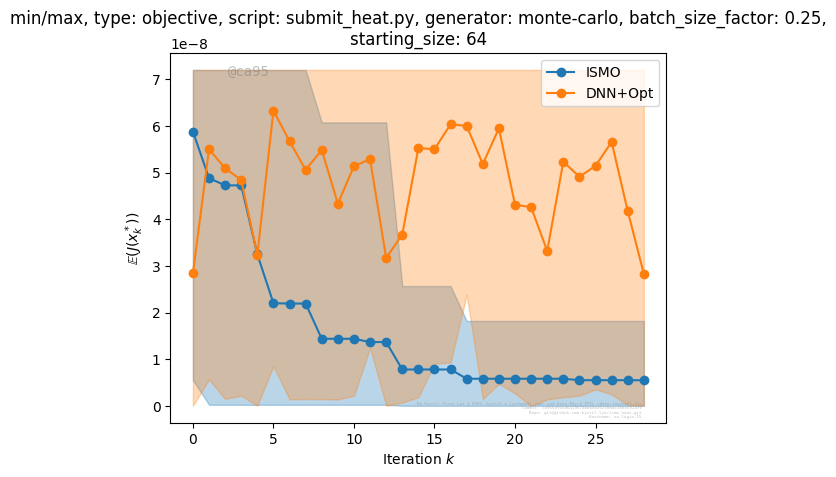 min/max, type: objective, script: submit_heat.py, generator: monte-carlo, batch_size_factor: 0.25,
starting_size: 64
1e−8
@ca95
ISMO
DNN+Opt
7
6
5
4
3
2
1
0
𝔼(J(x*_k))
0 5 10 15 20 25
Iteration k